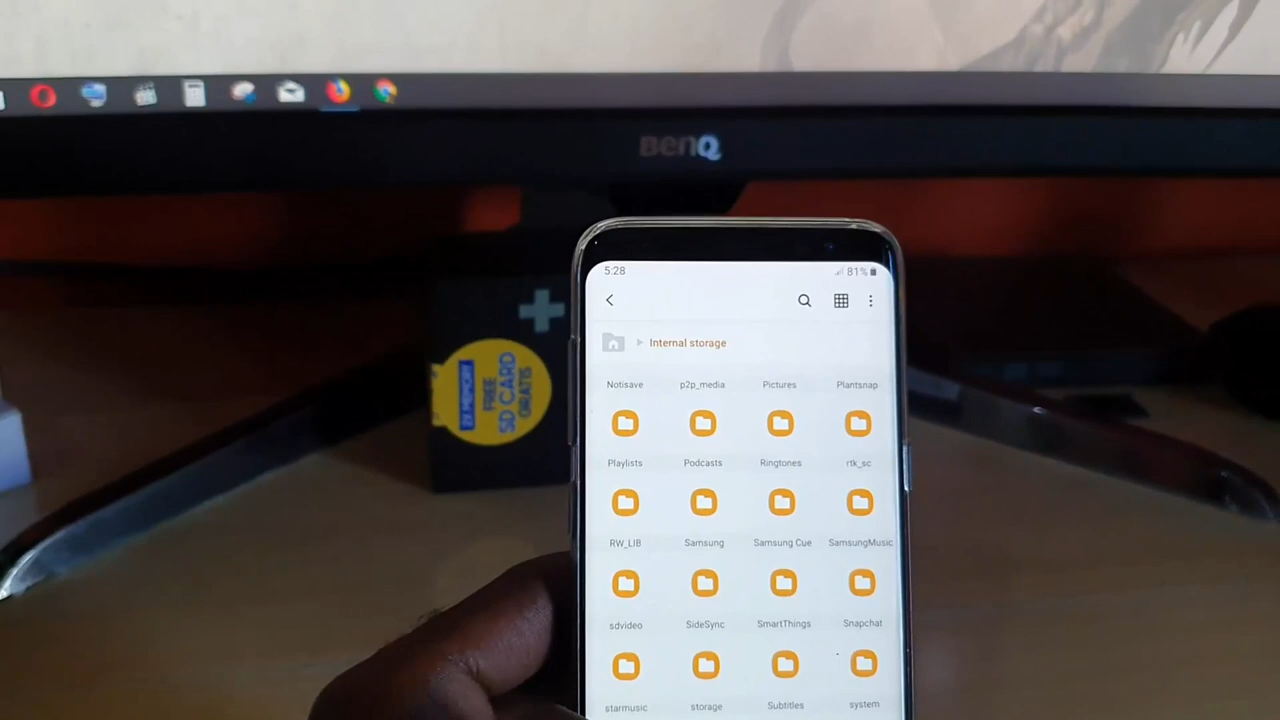 BenQ
5:28
81%
Internal storage
Notisave p2p_media Pictures Plantsnap
Playlists Podcasts Ringtones rtk_sc
RW_LIB Samsung Samsung Cue SamsungMusic
sdvideo SideSync SmartThings Snapchat
starmusic storage Subtitles system
MEMORY
FREE
SD CARD
GRATIS